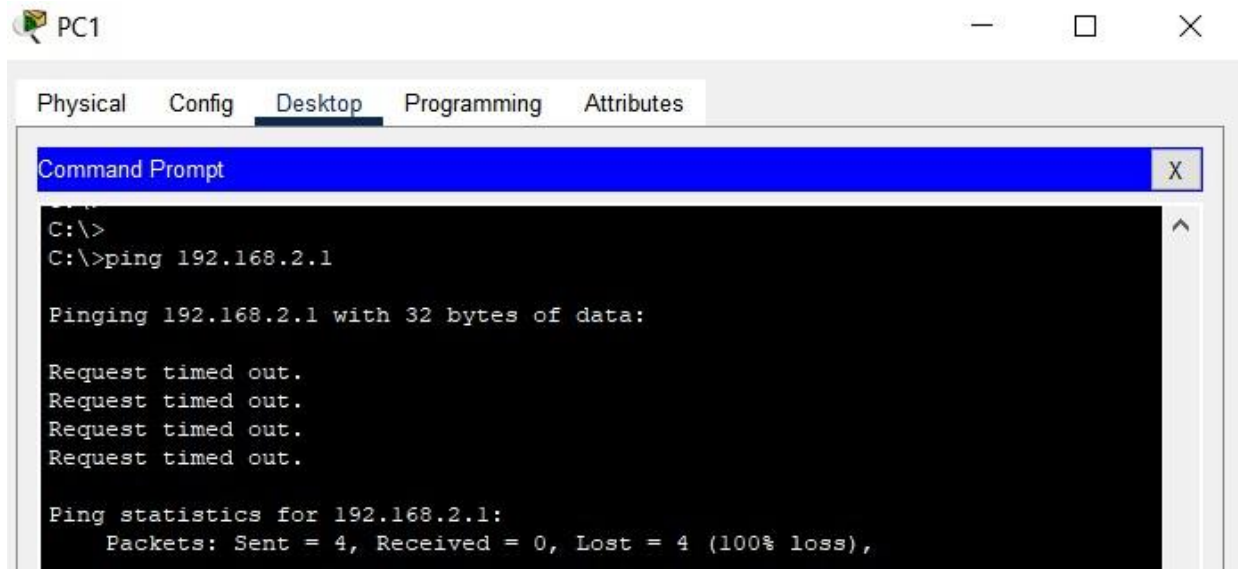 PC1
Physical Config Desktop Programming Attributes
Command Prompt X
C:\>
C:\>ping 192.168.2.1
Pinging 192.168.2.1 with 32 bytes of data:
Request timed out.
Request timed out.
Request timed out.
Request timed out.
Ping statistics for 192.168.2.1:
Packets: Sent = 4, Received = 0, Lost = 4 (100% loss),